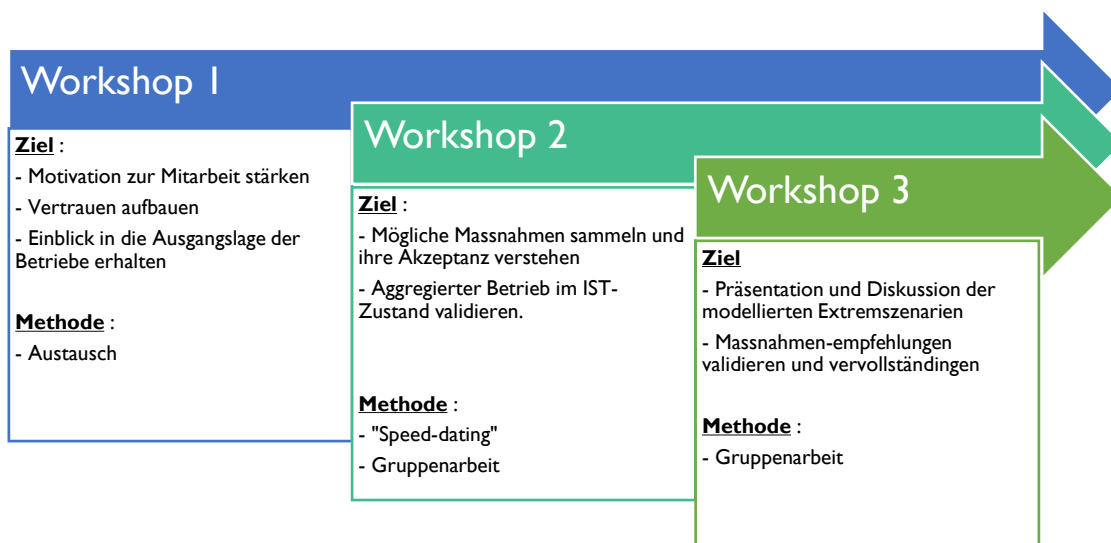 Workshop 1
Ziel :
- Motivation zur Mitarbeit stärken
- Vertrauen aufbauen
- Einblick in die Ausgangslage der
Betriebe erhalten
Methode :
- Austausch
Workshop 2
Ziel :
- Mögliche Massnahmen sammeln und
ihre Akzeptanz verstehen
- Aggregierter Betrieb im IST-
Zustand validieren.
Methode :
- "Speed-dating"
- Gruppenarbeit
Workshop 3
Ziel
- Präsentation und Diskussion der
modellierten Extremszenarien
- Massnahmen-empfehlungen
validieren und vervollständingen
Methode :
- Gruppenarbeit